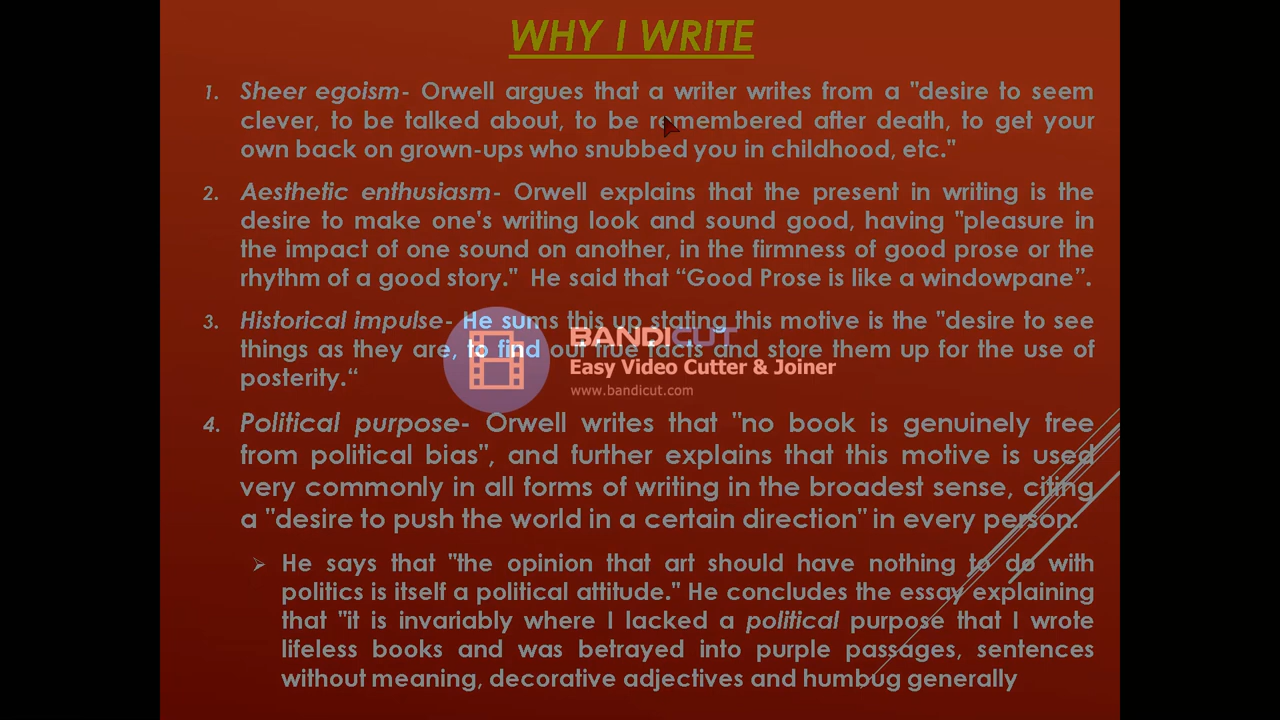 WHY I WRITE
1. Sheer egoism- Orwell argues that a writer writes from a "desire to seem
clever, to be talked about, to be remembered after death, to get your
own back on grown-ups who snubbed you in childhood, etc."
2. Aesthetic enthusiasm- Orwell explains that the present in writing is the
desire to make one's writing look and sound good, having "pleasure in
the impact of one sound on another, in the firmness of good prose or the
rhythm of a good story." He said that “Good Prose is like a windowpane”.
3. Historical impulse- He sums this up stating this motive is the "desire to see
things as they are, to find out true facts and store them up for the use of
posterity.“
BANDICUT
Easy Video Cutter & Joiner
www.bandicut.com
4. Political purpose- Orwell writes that "no book is genuinely free
from political bias", and further explains that this motive is used
very commonly in all forms of writing in the broadest sense, citing
a "desire to push the world in a certain direction" in every person.
➢ He says that "the opinion that art should have nothing to do with
politics is itself a political attitude." He concludes the essay explaining
that "it is invariably where I lacked a political purpose that I wrote
lifeless books and was betrayed into purple passages, sentences
without meaning, decorative adjectives and humbug generally